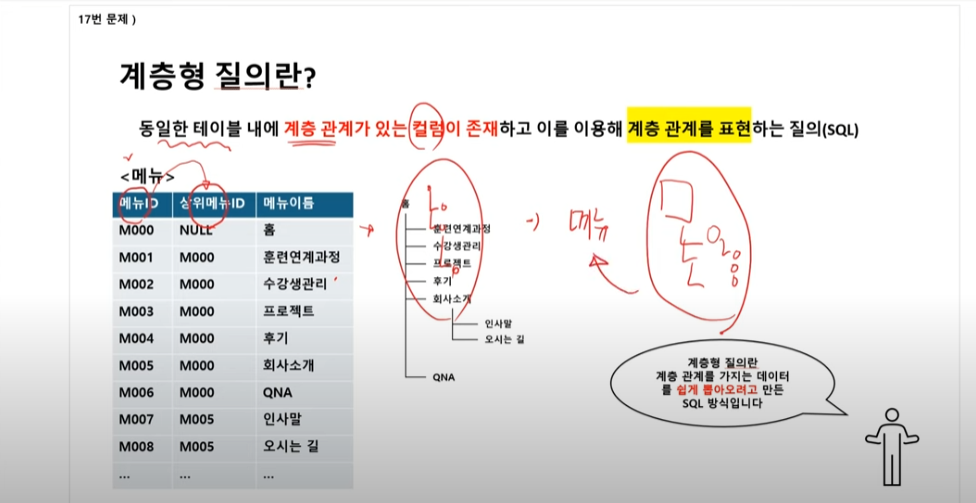 17번 문제 )
계층형 질의란?
동일한 테이블 내에 계층 관계가 있는 컬럼이 존재하고 이를 이용해 계층 관계를 표현하는 질의(SQL)
<메뉴>
메뉴ID 상위메뉴ID 메뉴이름
M000 NULL 홈
M001 M000 훈련연계과정
M002 M000 수강생관리
M003 M000 프로젝트
M004 M000 후기
M005 M000 회사소개
M006 M000 QNA
M007 M005 인사말
M008 M005 오시는 길
... ... ...
홈
훈련연계과정
수강생관리
프로젝트
후기
회사소개
인사말
오시는 길
QNA
메뉴
계층형 질의란
계층 관계를 가지는 데이터
를 쉽게 뽑아오려고 만든
SQL 방식입니다